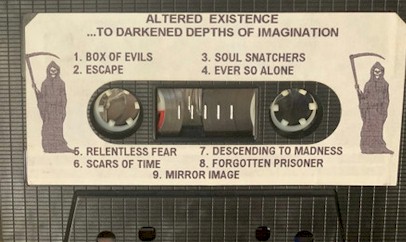 ALTERED EXISTENCE
...TO DARKENED DEPTHS OF IMAGINATION
1. BOX OF EVILS
2. ESCAPE
3. SOUL SNATCHERS
4. EVER SO ALONE
5. RELENTLESS FEAR
6. SCARS OF TIME
7. DESCENDING TO MADNESS
8. FORGOTTEN PRISONER
9. MIRROR IMAGE